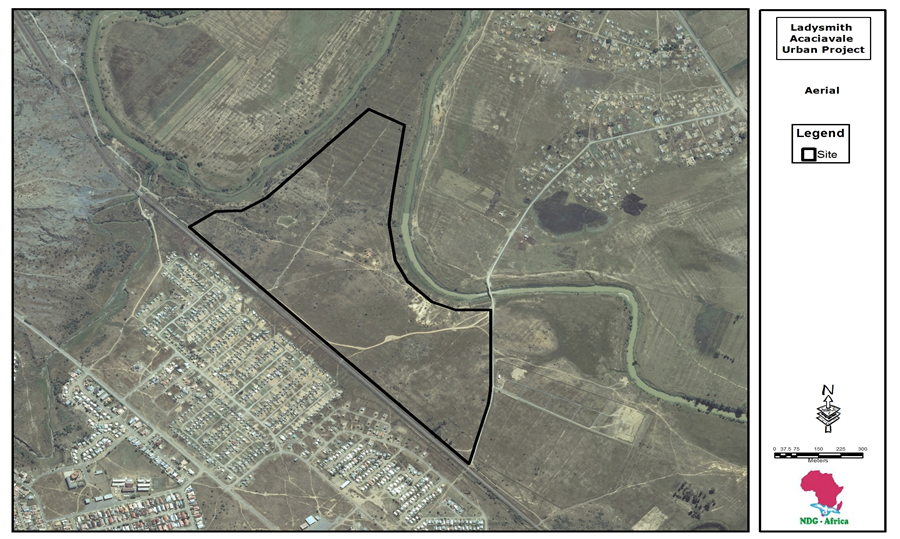 Ladysmith
Acaciavale
Urban Project
Aerial
Legend
Site
N
0 37.5 75 150 225 300
Meters
NDG - Africa